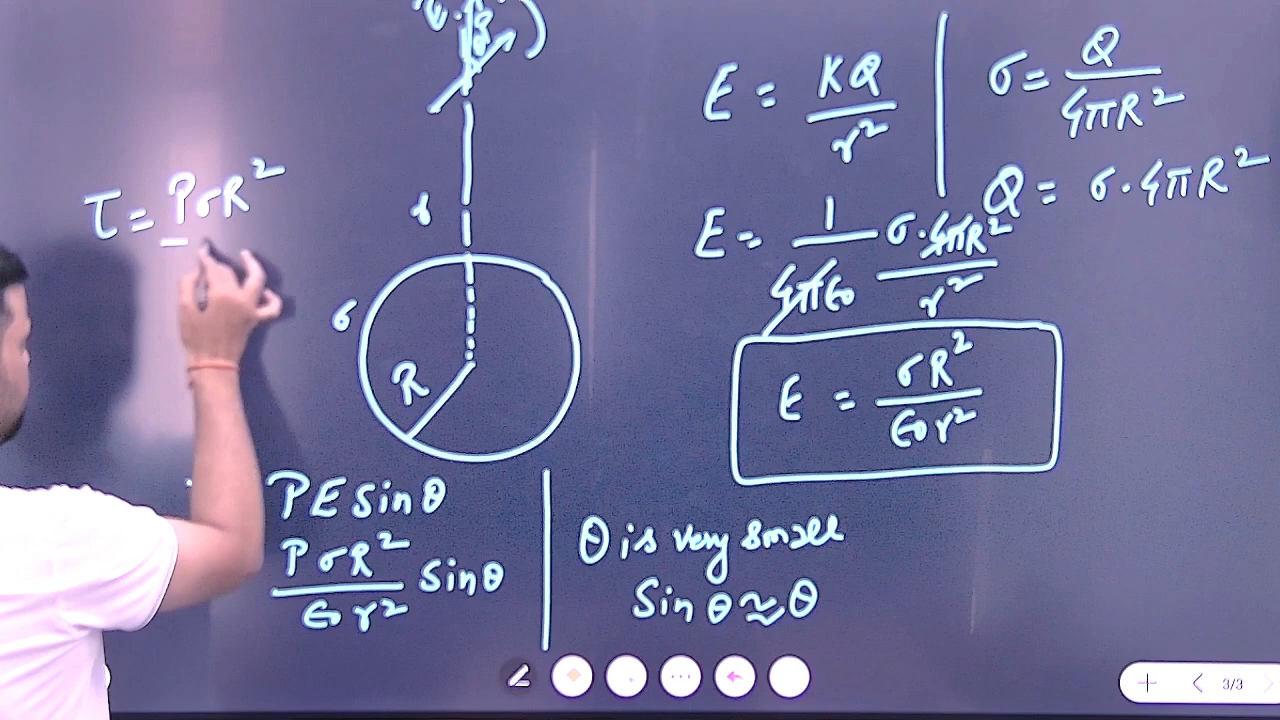 τ = PσR²
r
σ
R
PE sinθ
PσR² / ε₀r² sinθ
θ is very small
Sin θ ≈ θ
E = KQ / r²
σ = Q / 4πR²
Q = σ·4πR²
E = 1 / 4πε₀ σ·4πR² / r²
E = σR² / ε₀r²
3/3